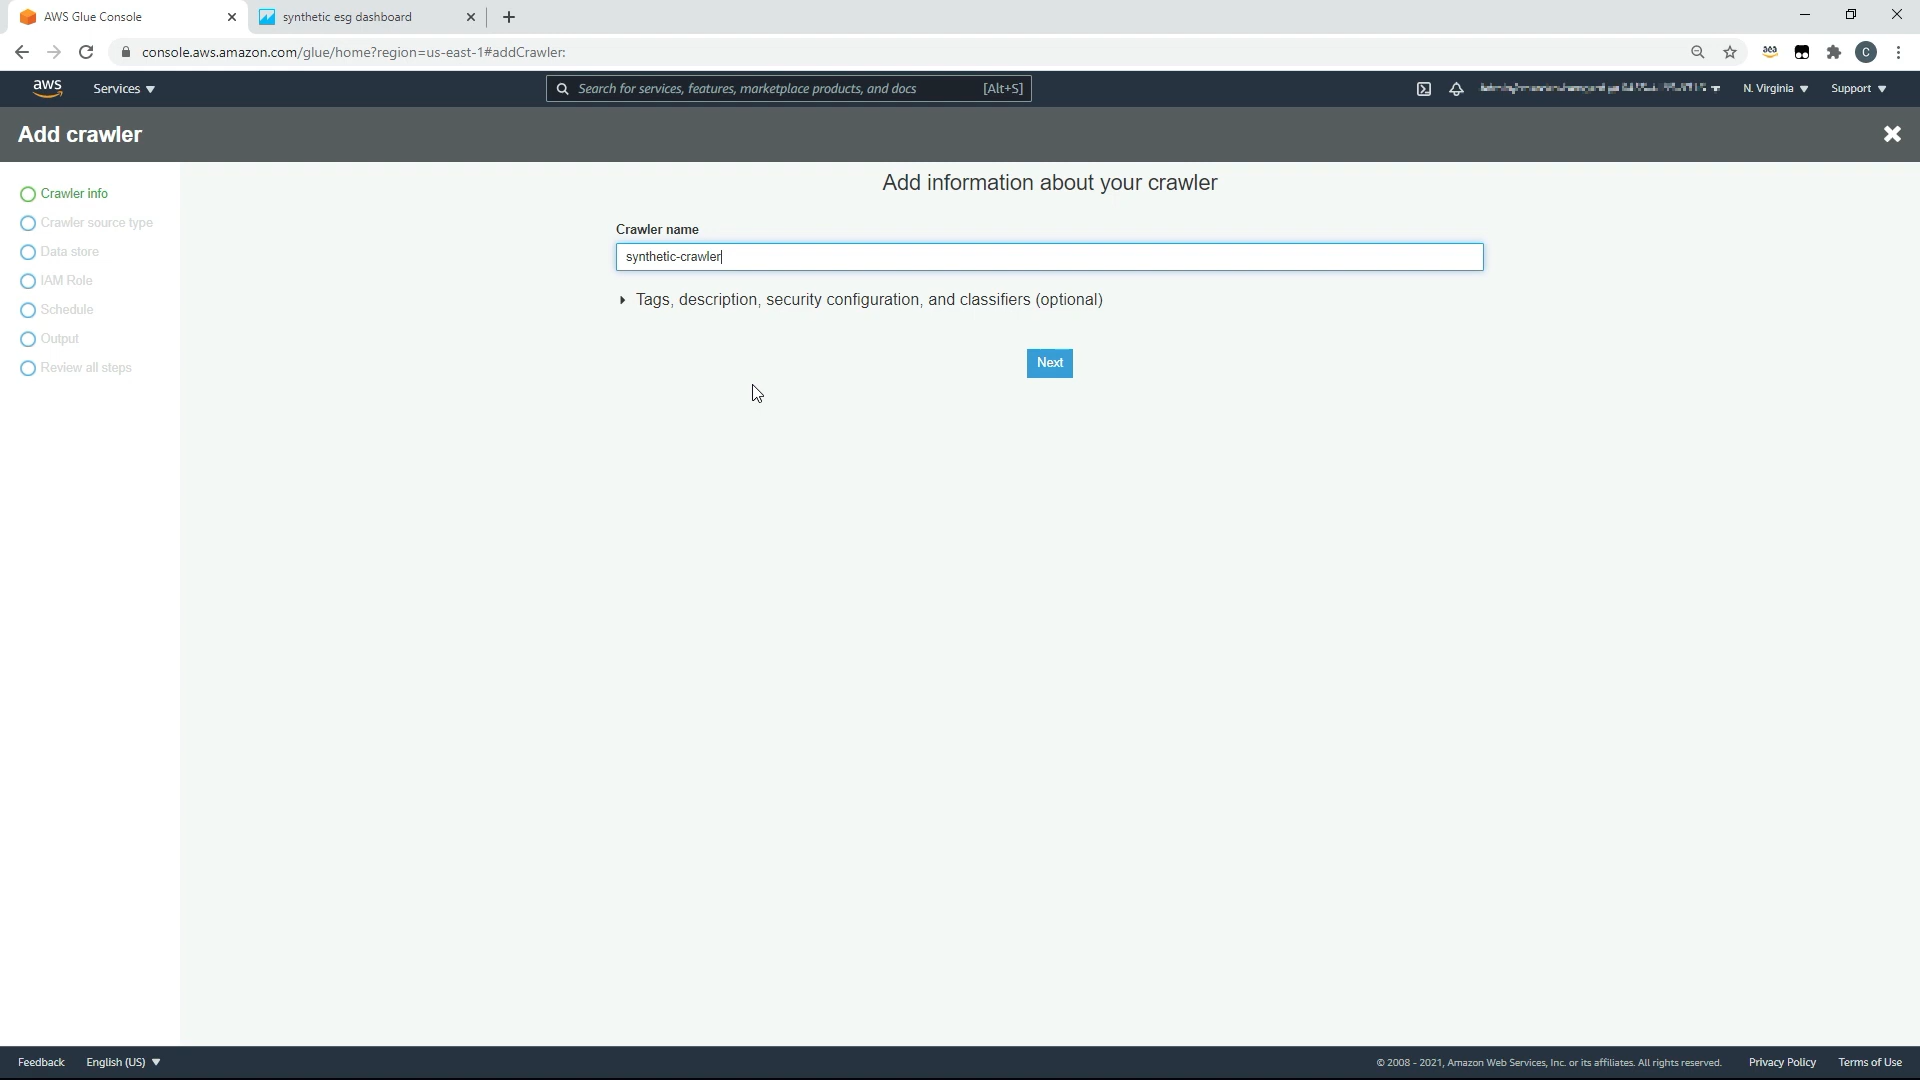 AWS Glue Console
synthetic esg dashboard
console.aws.amazon.com/glue/home?region=us-east-1#addCrawler:
aws
Services
Search for services, features, marketplace products, and docs
[Alt+S]
N. Virginia
Support
Add crawler
Crawler info
Crawler source type
Data store
IAM Role
Schedule
Output
Review all steps
Add information about your crawler
Crawler name
synthetic-crawler
Tags, description, security configuration, and classifiers (optional)
Next
Feedback
English (US)
© 2008 - 2021, Amazon Web Services, Inc. or its affiliates. All rights reserved.
Privacy Policy
Terms of Use